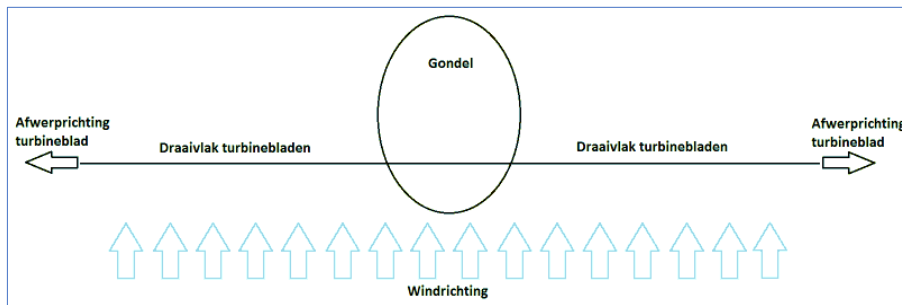 Gondel
Afwerprichting
turbineblad
Draaivlak turbinebladen
Draaivlak turbinebladen
Afwerprichting
turbineblad
Windrichting